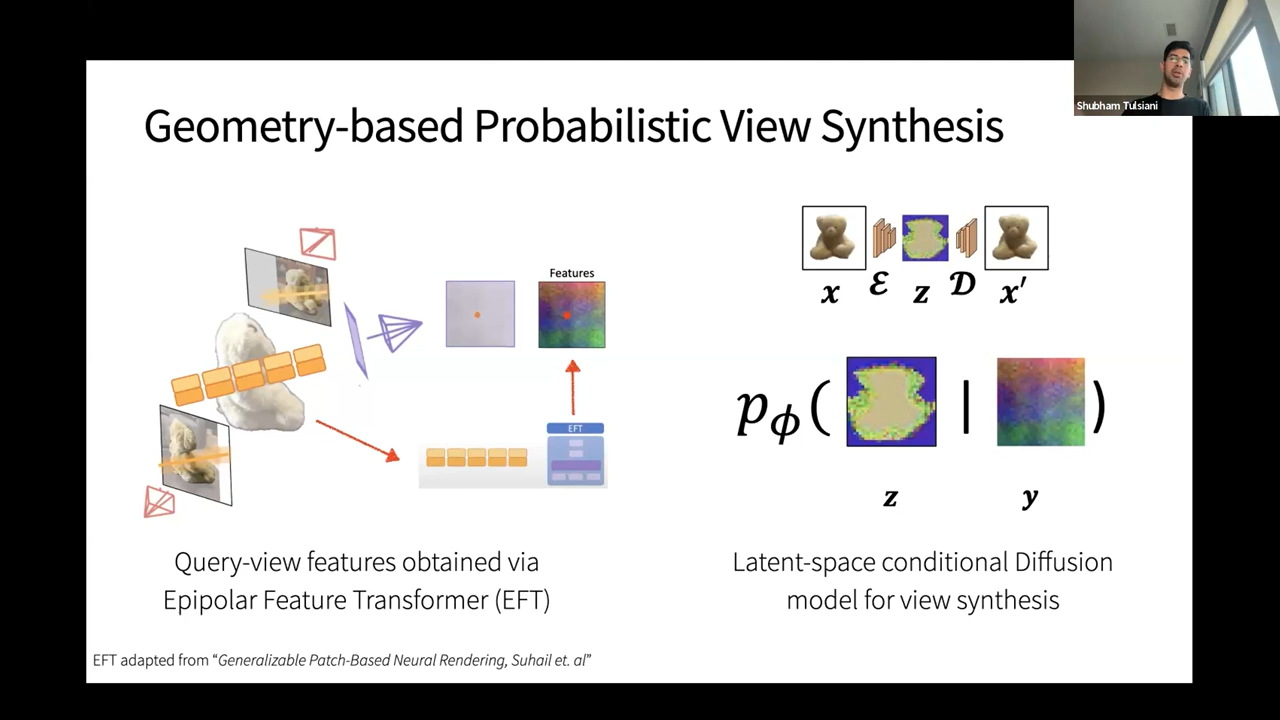 Shubham Tulsiani
Geometry-based Probabilistic View Synthesis
Features
EFT
x ℰ z 𝒟 x′
pϕ( | )
z y
Query-view features obtained via
Epipolar Feature Transformer (EFT)
Latent-space conditional Diffusion
model for view synthesis
EFT adapted from “Generalizable Patch-Based Neural Rendering, Suhail et. al”